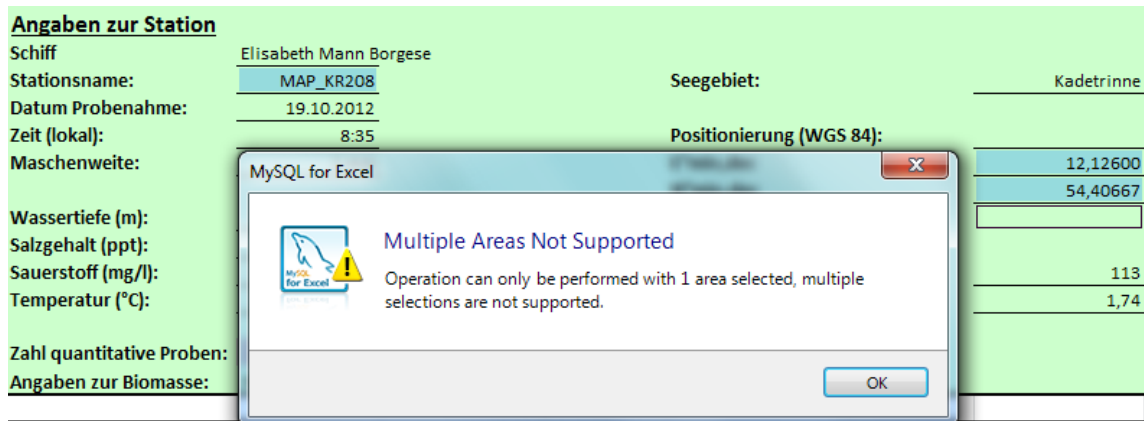 Angaben zur Station
Schiff Elisabeth Mann Borgese
Stationsname: MAP_KR208 Seegebiet: Kadetrinne
Datum Probenahme: 19.10.2012
Zeit (lokal): 8:35 Positionierung (WGS 84):
Maschenweite: 12,12600
54,40667
Wassertiefe (m):
Salzgehalt (ppt):
Sauerstoff (mg/l): 113
Temperatur (°C): 1,74
Zahl quantitative Proben:
Angaben zur Biomasse:
MySQL for Excel
MySQL
for Excel
Multiple Areas Not Supported
Operation can only be performed with 1 area selected, multiple
selections are not supported.
OK